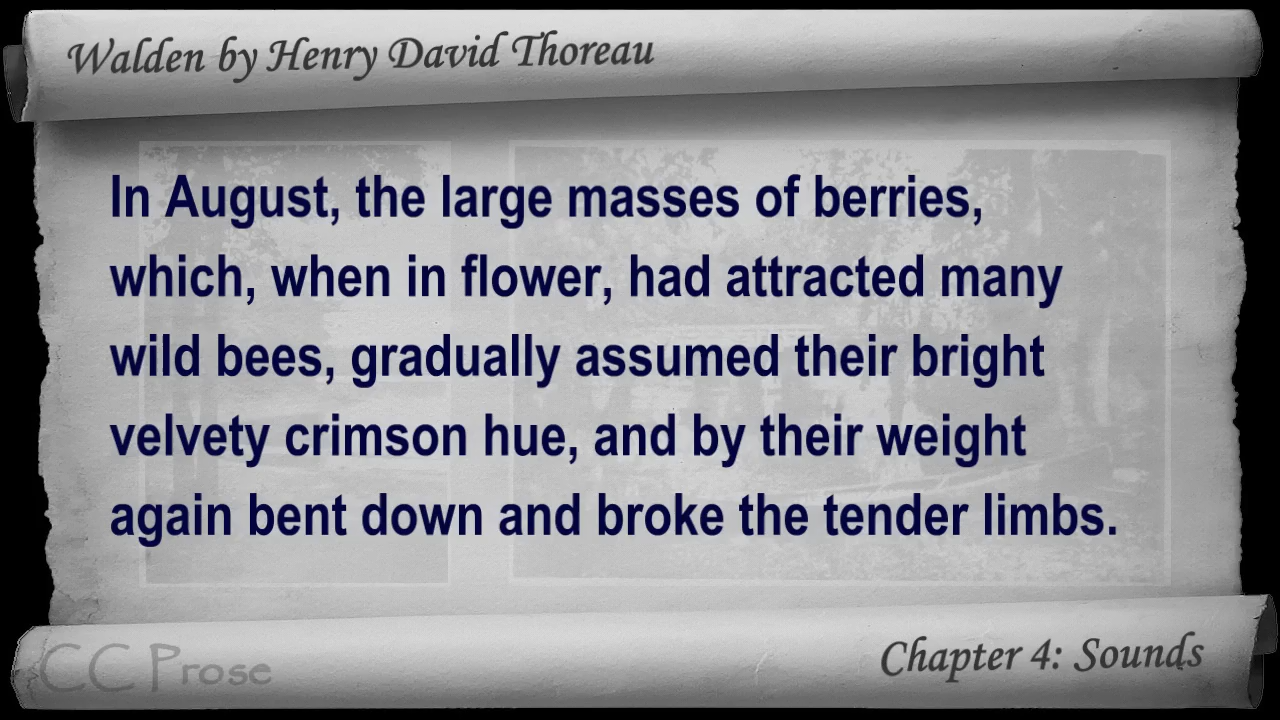 Walden by Henry David Thoreau
In August, the large masses of berries,
which, when in flower, had attracted many
wild bees, gradually assumed their bright
velvety crimson hue, and by their weight
again bent down and broke the tender limbs.
CC Prose
Chapter 4: Sounds